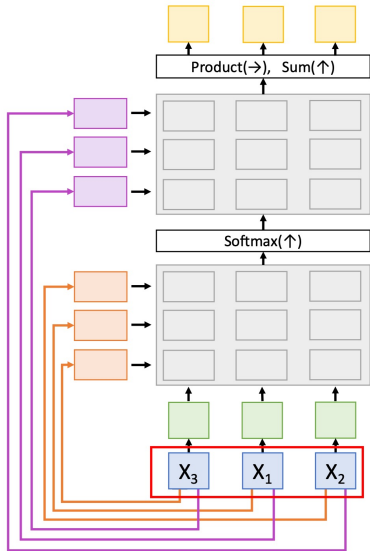 Product(→), Sum(↑)
Softmax(↑)
X₃ X₁ X₂